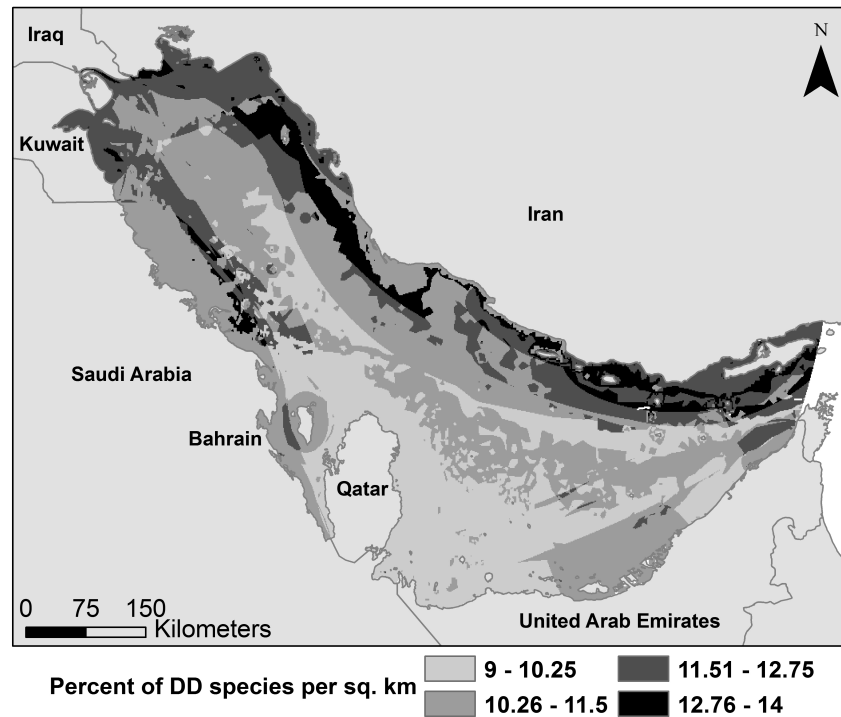 Iraq
N
Kuwait
Iran
Saudi Arabia
Bahrain
Qatar
0 75 150
Kilometers
United Arab Emirates
Percent of DD species per sq. km
9 - 10.25
10.26 - 11.5
11.51 - 12.75
12.76 - 14